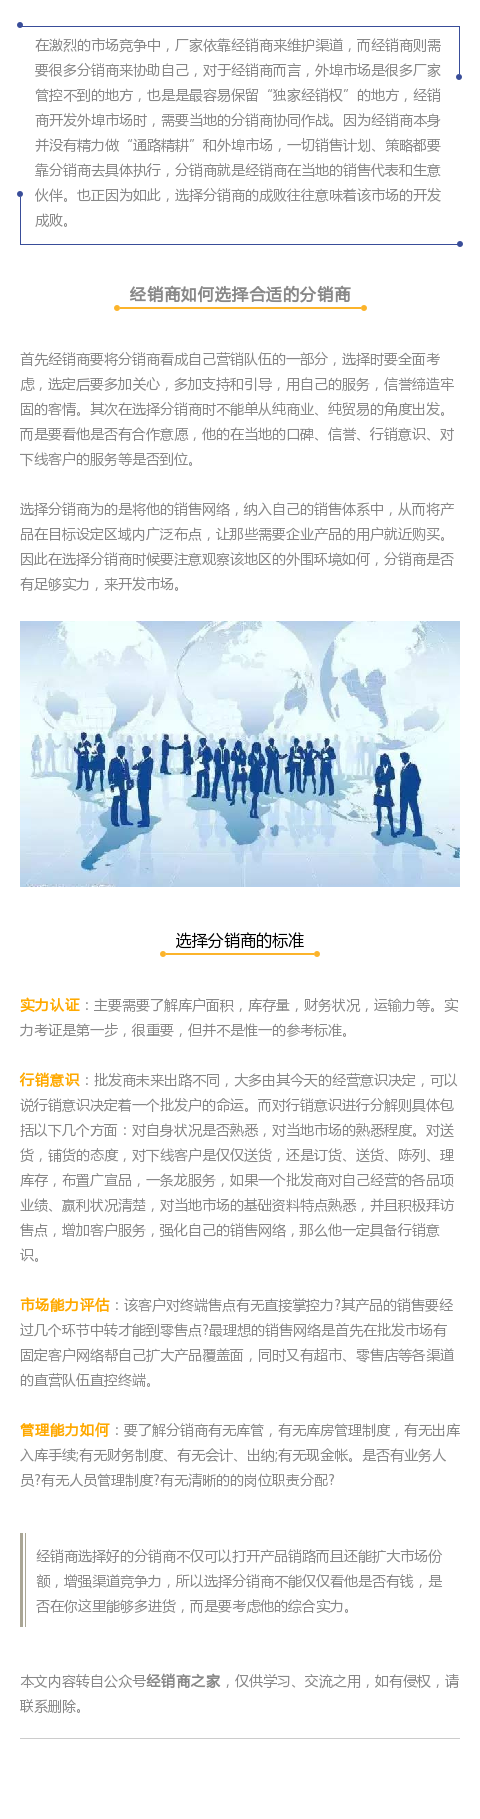 在激烈的市场竞争中，厂家依靠经销商来维护渠道，而经销商则需
要很多分销商来协助自己，对于经销商而言，外埠市场是很多厂家
管控不到的地方，也是是最容易保留“独家经销权”的地方，经销
商开发外埠市场时，需要当地的分销商协同作战。因为经销商本身
并没有精力做“通路精耕”和外埠市场，一切销售计划、策略都要
靠分销商去具体执行，分销商就是经销商在当地的销售代表和生意
伙伴。也正因为如此，选择分销商的成败往往意味着该市场的开发
成败。
经销商如何选择合适的分销商
首先经销商要将分销商看成自己营销队伍的一部分，选择时要全面考
虑，选定后要多加关心，多加支持和引导，用自己的服务，信誉缔造牢
固的客情。其次在选择分销商时不能单从纯商业、纯贸易的角度出发。
而是要看他是否有合作意愿，他的在当地的口碑、信誉、行销意识、对
下线客户的服务等是否到位。
选择分销商为的是将他的销售网络，纳入自己的销售体系中，从而将产
品在目标设定区域内广泛布点，让那些需要企业产品的用户就近购买。
因此在选择分销商时候要注意观察该地区的外围环境如何，分销商是否
有足够实力，来开发市场。
选择分销商的标准
实力认证：主要需要了解库户面积，库存量，财务状况，运输力等。实
力考证是第一步，很重要，但并不是惟一的参考标准。
行销意识：批发商未来出路不同，大多由其今天的经营意识决定，可以
说行销意识决定着一个批发户的命运。而对行销意识进行分解则具体包
括以下几个方面：对自身状况是否熟悉，对当地市场的熟悉程度。对送
货，铺货的态度，对下线客户是仅仅送货，还是订货、送货、陈列、理
库存，布置广宣品，一条龙服务，如果一个批发商对自己经营的各品项
业绩、赢利状况清楚，对当地市场的基础资料特点熟悉，并且积极拜访
售点，增加客户服务，强化自己的销售网络，那么他一定具备行销意
识。
市场能力评估：该客户对终端售点有无直接掌控力?其产品的销售要经
过几个环节中转才能到零售点?最理想的销售网络是首先在批发市场有
固定客户网络帮自己扩大产品覆盖面，同时又有超市、零售店等各渠道
的直营队伍直控终端。
管理能力如何：要了解分销商有无库管，有无库房管理制度，有无出库
入库手续;有无财务制度、有无会计、出纳;有无现金帐。是否有业务人
员?有无人员管理制度?有无清晰的的岗位职责分配?
经销商选择好的分销商不仅可以打开产品销路而且还能扩大市场份
额，增强渠道竞争力，所以选择分销商不能仅仅看他是否有钱，是
否在你这里能够多进货，而是要考虑他的综合实力。
本文内容转自公众号经销商之家，仅供学习、交流之用，如有侵权，请
联系删除。